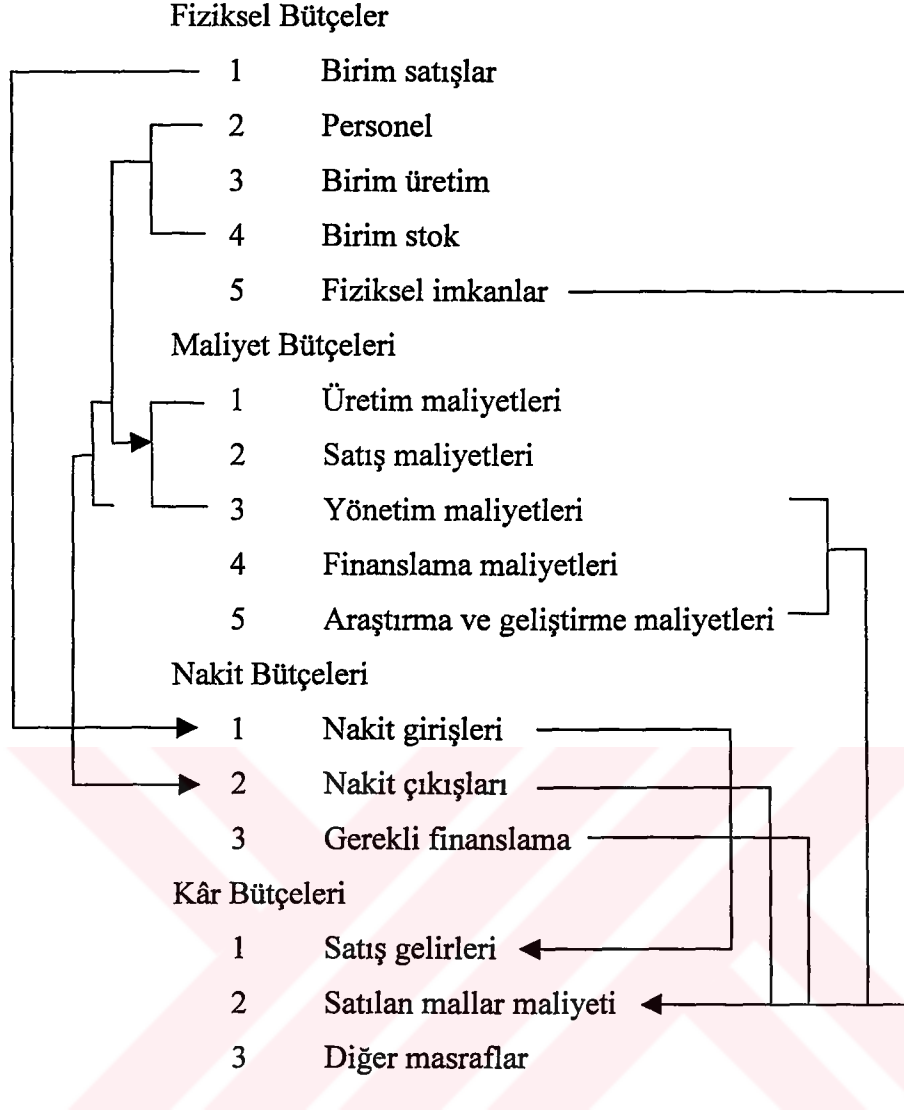 Fiziksel Bütçeler
1 Birim satışlar
2 Personel
3 Birim üretim
4 Birim stok
5 Fiziksel imkanlar
Maliyet Bütçeleri
1 Üretim maliyetleri
2 Satış maliyetleri
3 Yönetim maliyetleri
4 Finanslama maliyetleri
5 Araştırma ve geliştirme maliyetleri
Nakit Bütçeleri
1 Nakit girişleri
2 Nakit çıkışları
3 Gerekli finanslama
Kâr Bütçeleri
1 Satış gelirleri
2 Satılan mallar maliyeti
3 Diğer masraflar